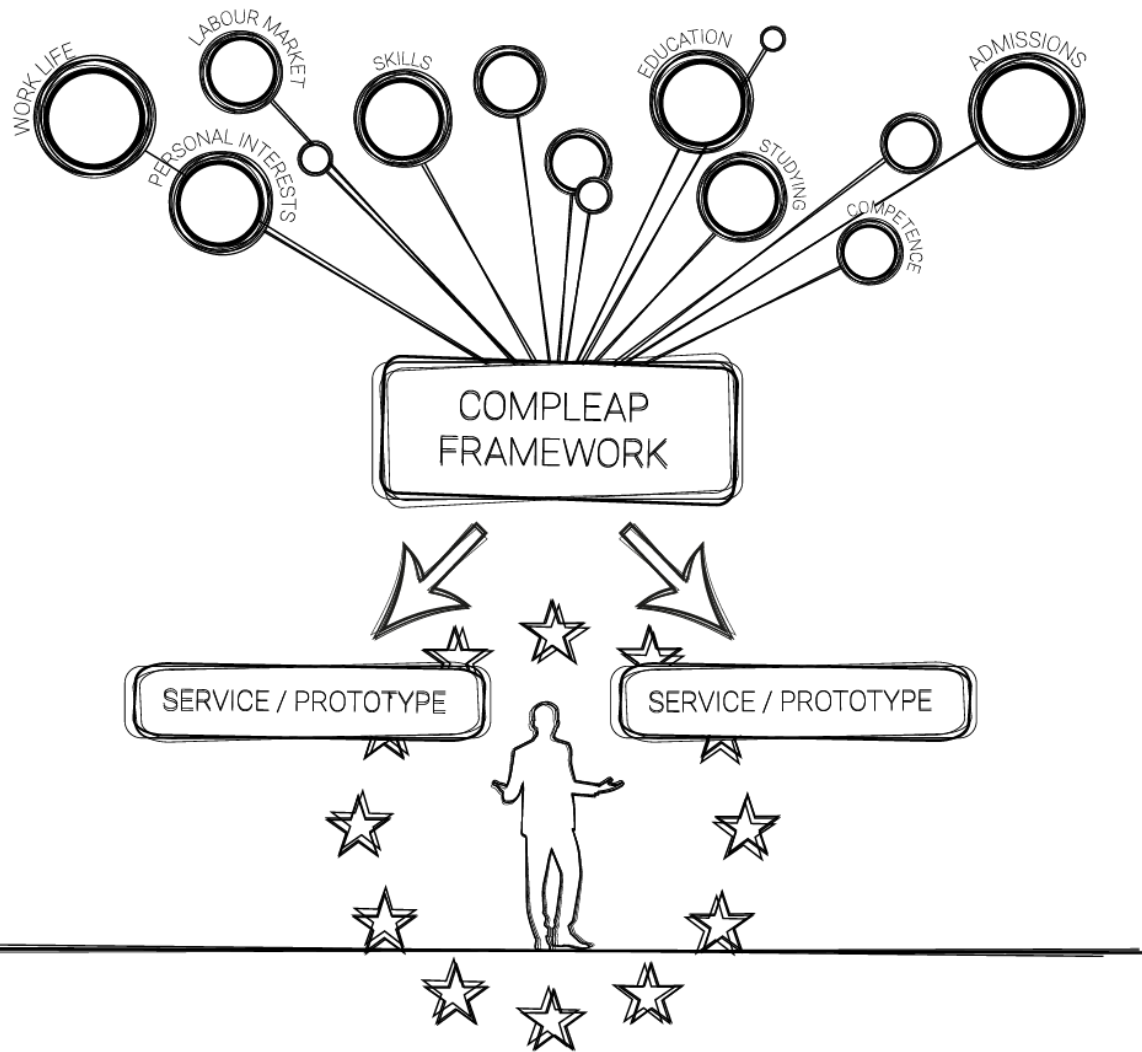 WORK LIFE
LABOUR MARKET
PERSONAL INTERESTS
SKILLS
EDUCATION
STUDYING
ADMISSIONS
COMPETENCE
COMPLEAP
FRAMEWORK
SERVICE / PROTOTYPE
SERVICE / PROTOTYPE